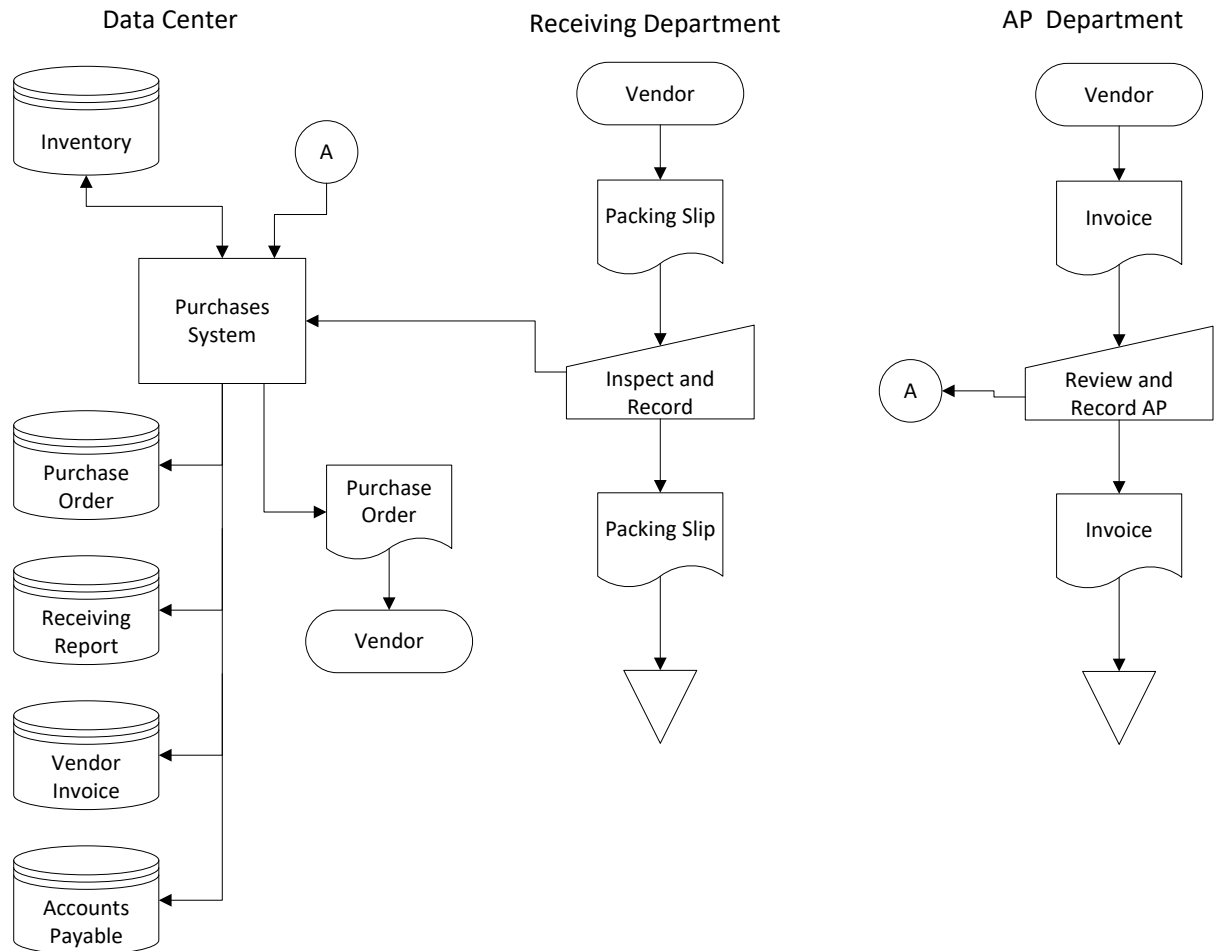 Data Center
Receiving Department
AP Department
Inventory
A
Purchases
System
Purchase
Order
Receiving
Report
Vendor
Invoice
Accounts
Payable
Purchase
Order
Vendor
Vendor
Packing Slip
Inspect and
Record
Packing Slip
Vendor
Invoice
A
Review and
Record AP
Invoice